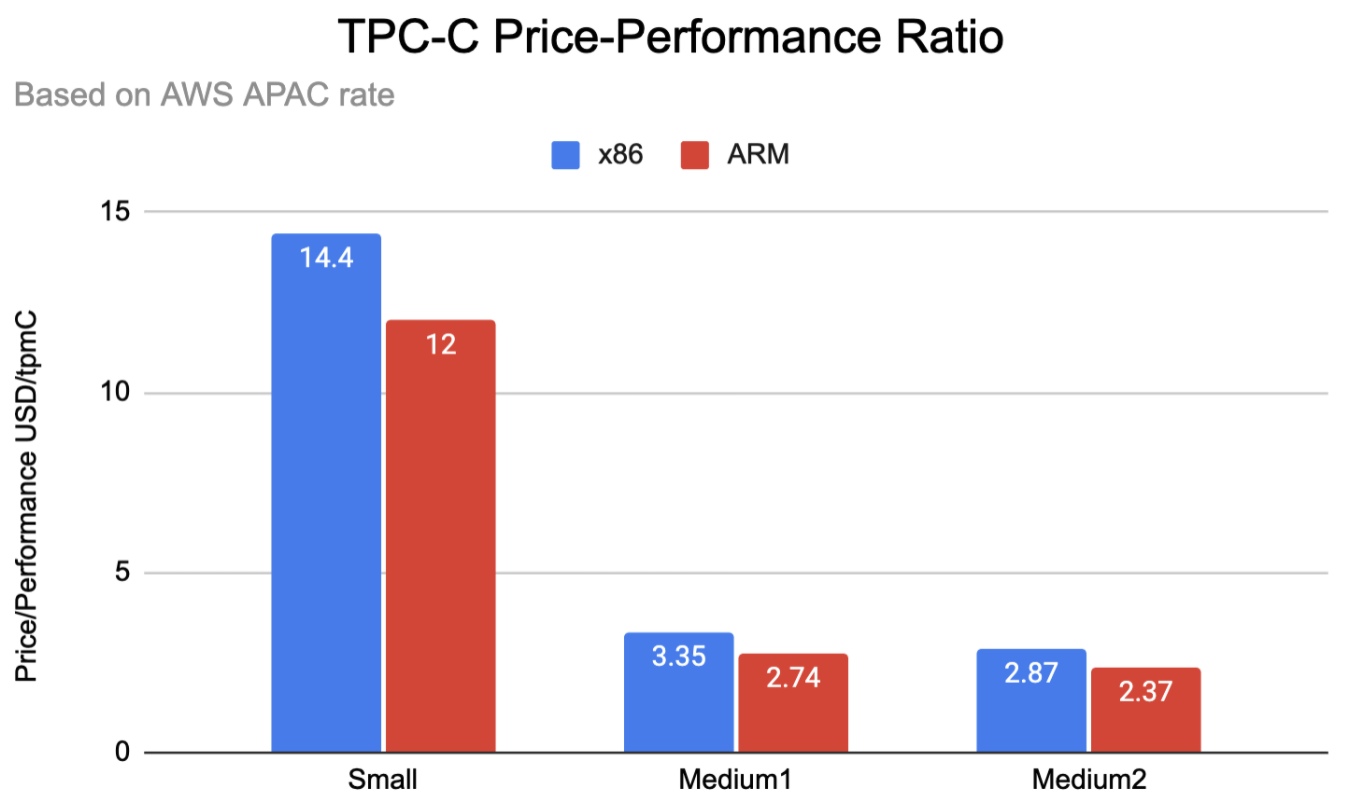 TPC-C Price-Performance Ratio
Based on AWS APAC rate
x86 ARM
Price/Performance USD/tpmC
15
10
5
0
14.4
12
3.35
2.74
2.87
2.37
Small Medium1 Medium2